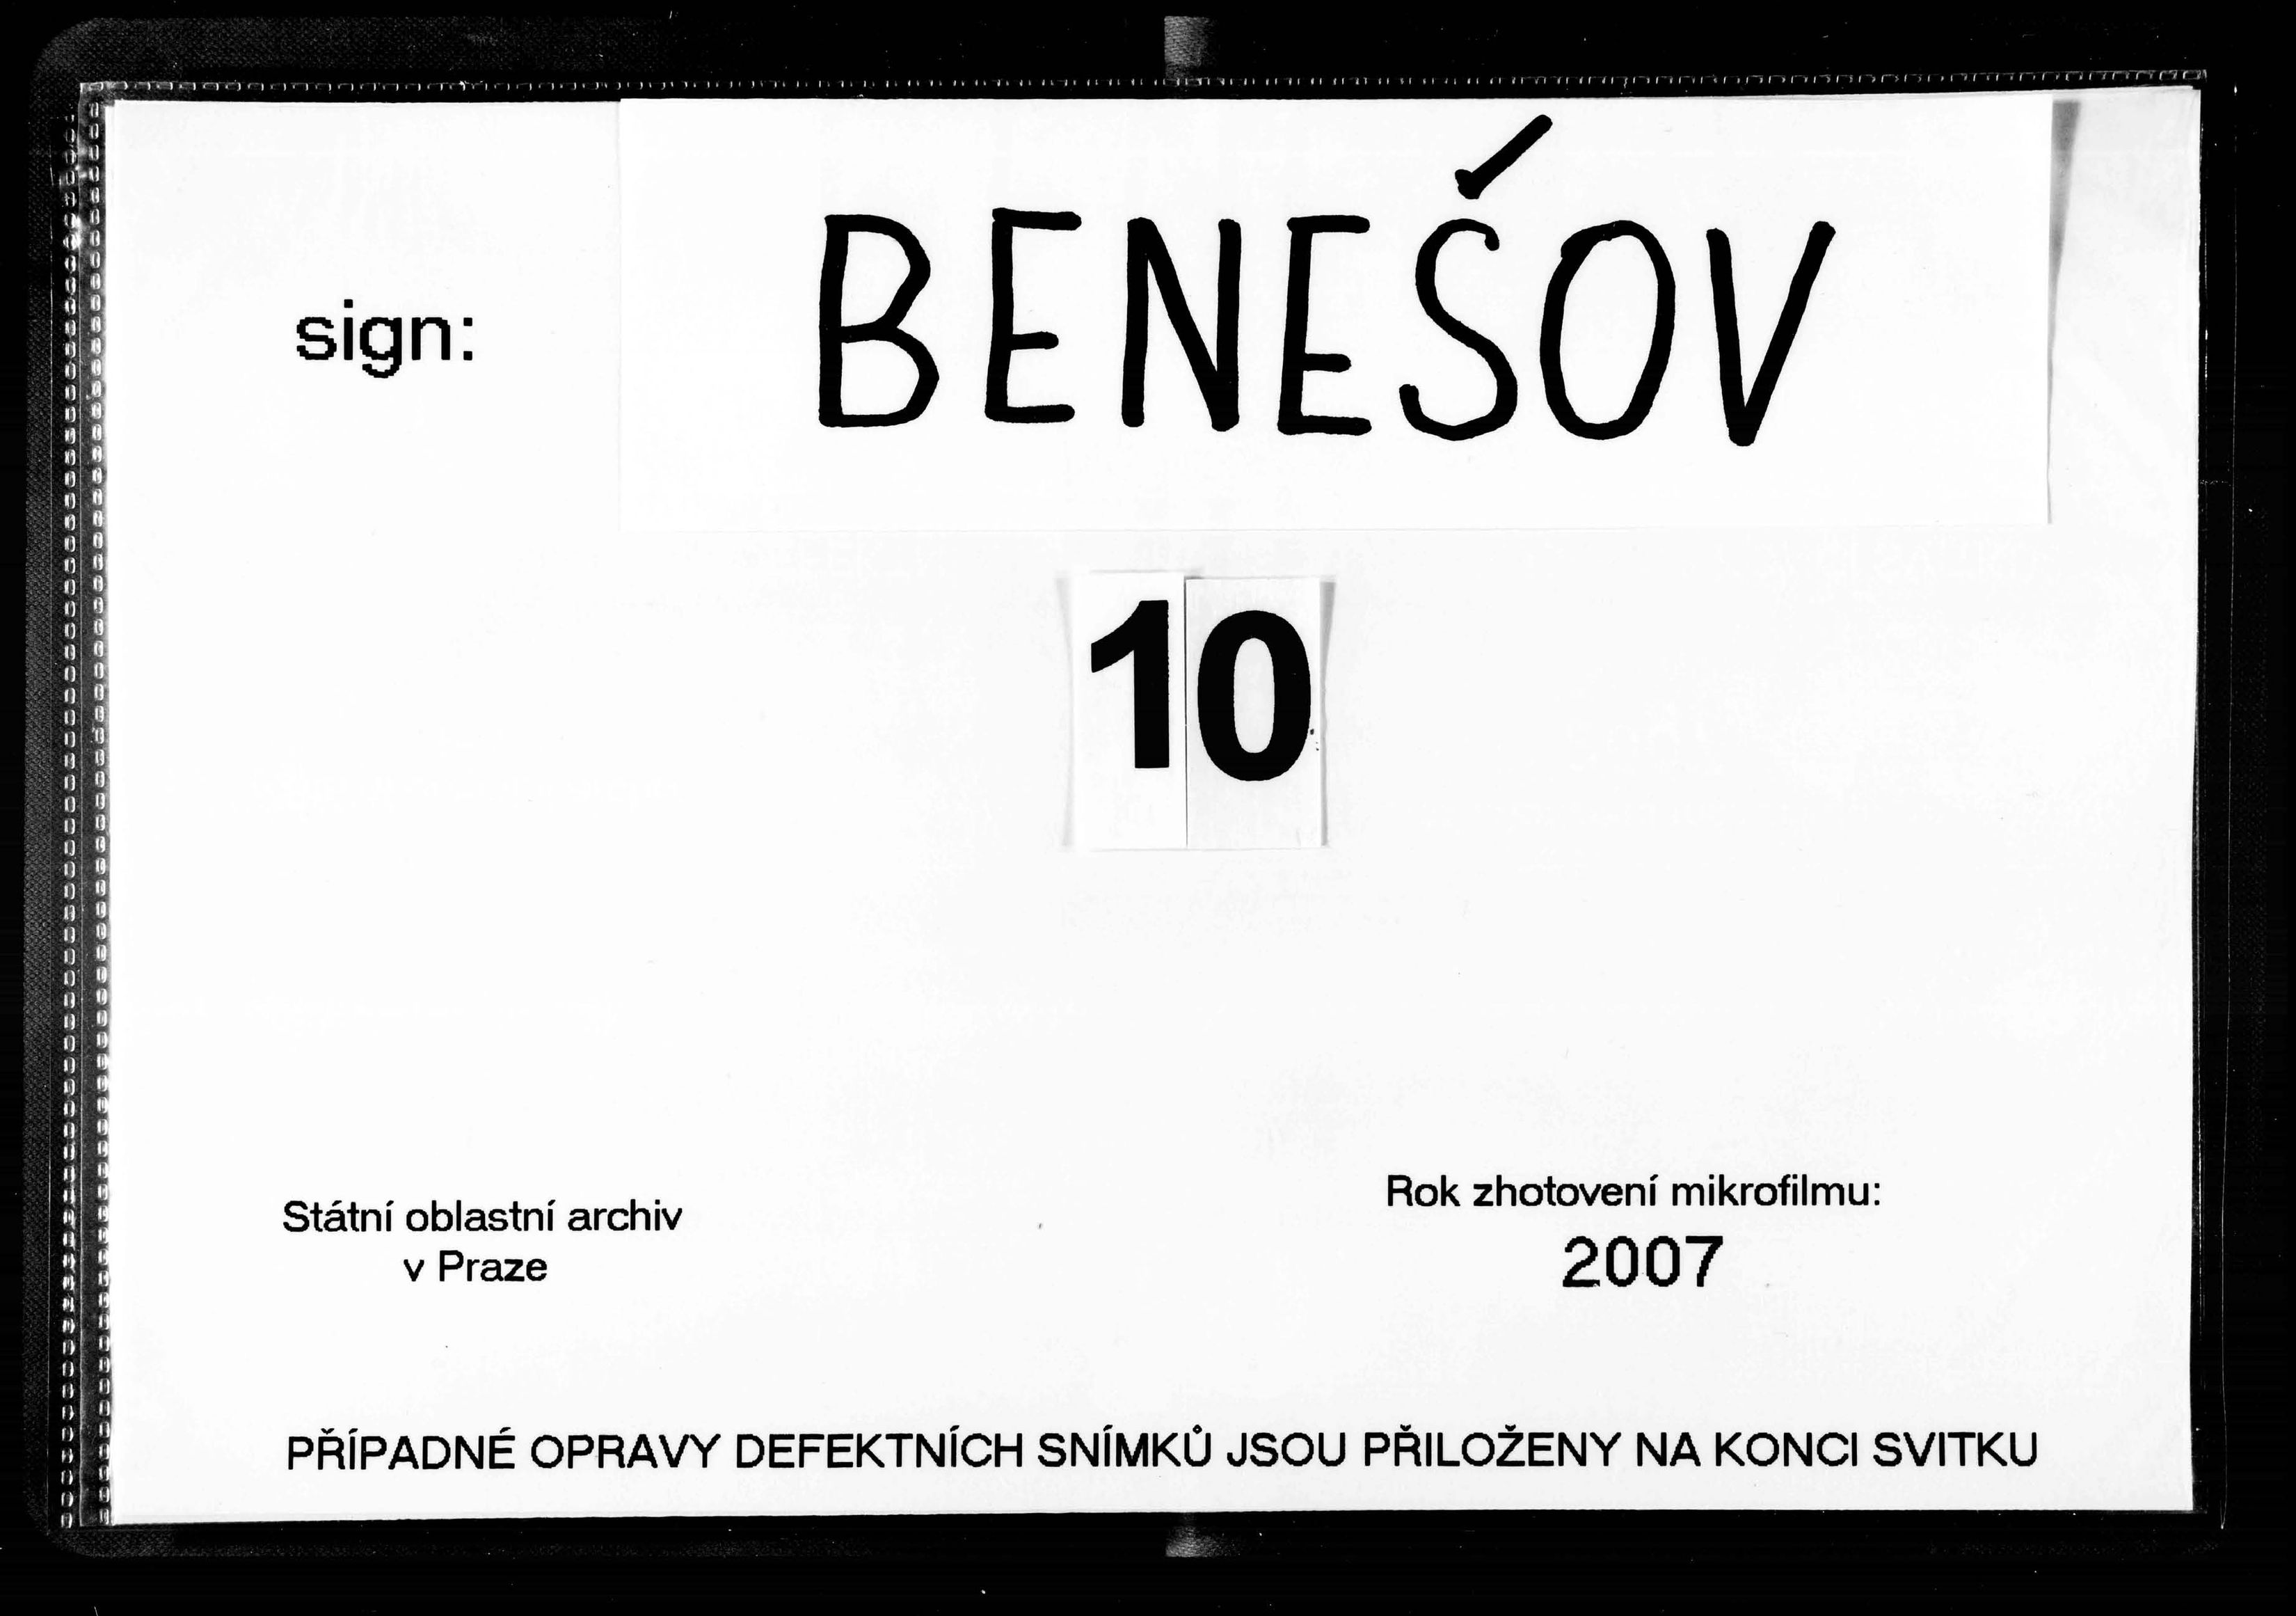 sign: BENEŠOV
10
Státní oblastní archiv
v Praze
Rok zhotovení mikrofilmu:
2007
PŘÍPADNÉ OPRAVY DEFEKTNÍCH SNÍMKŮ JSOU PŘILOŽENY NA KONCI SVITKU